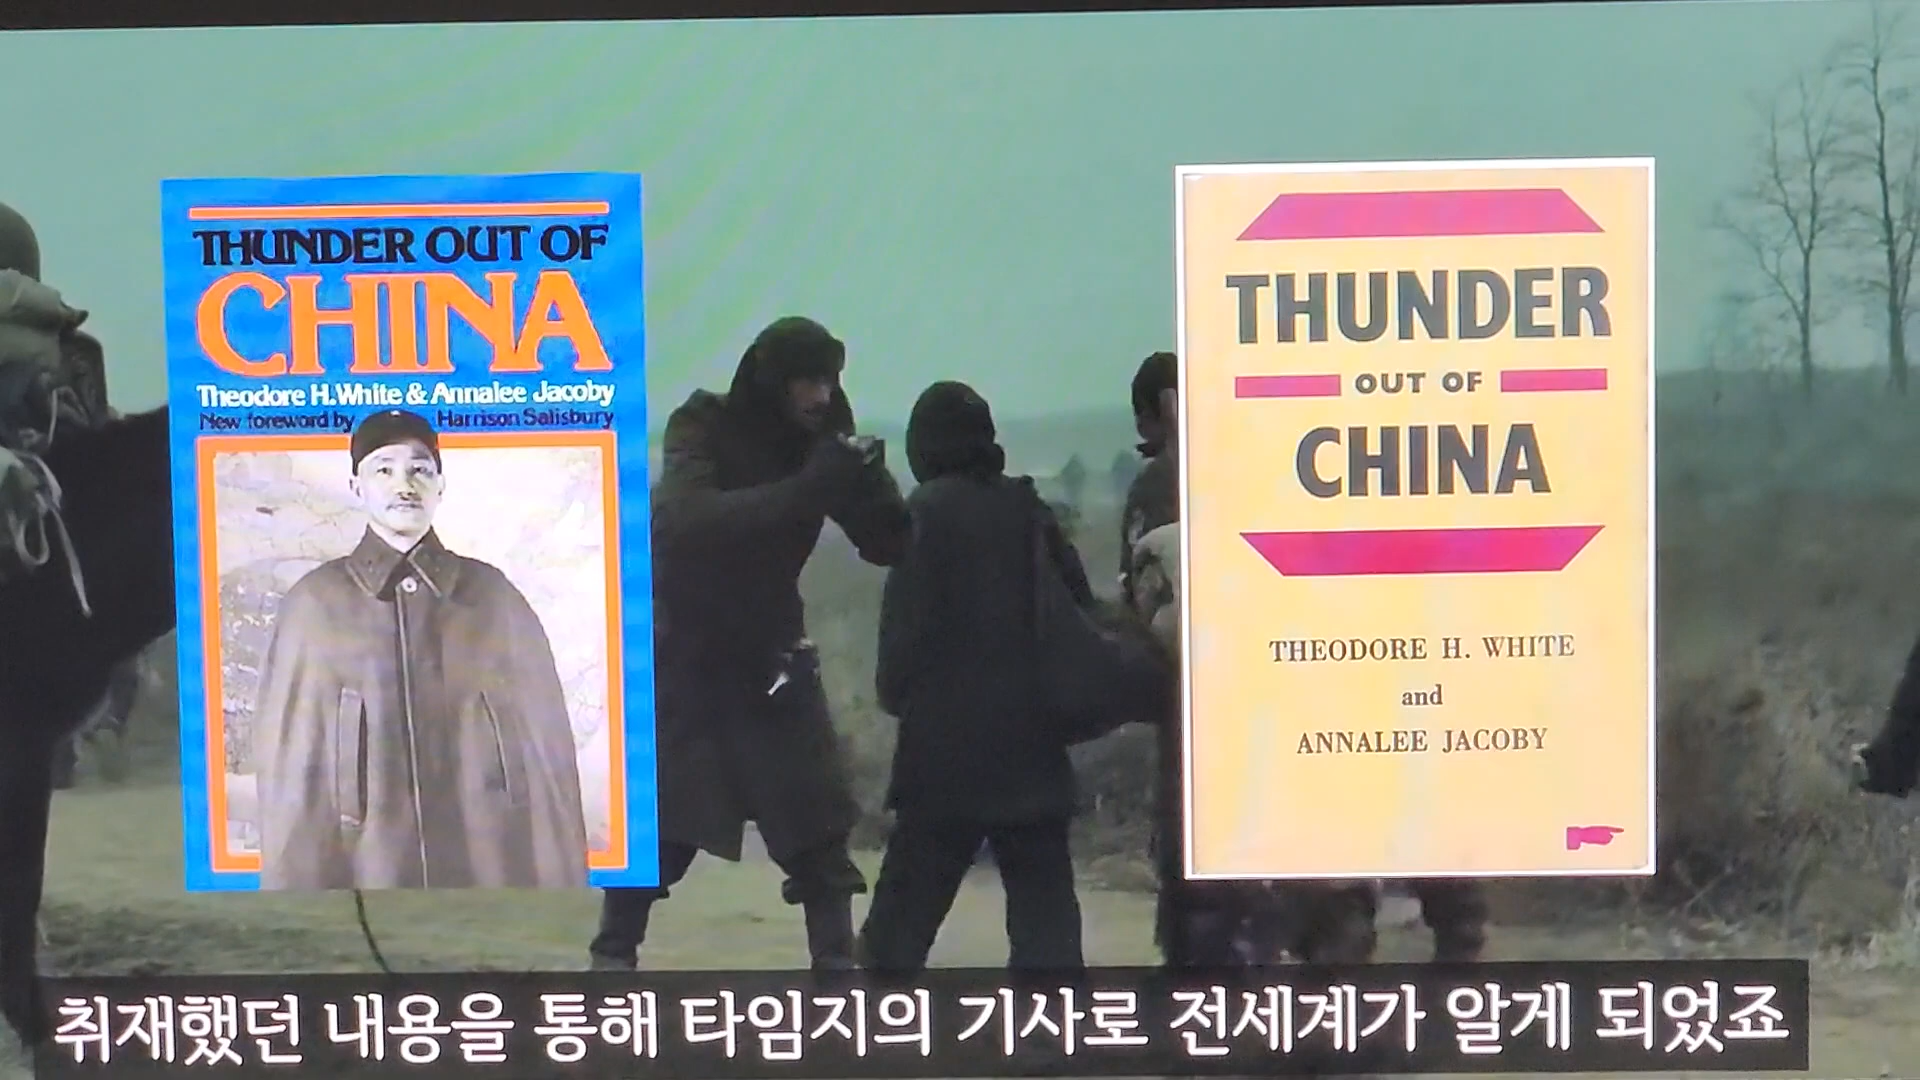 THUNDER OUT OF
CHINA
Theodore H. White & Annalee Jacoby
New foreword by Harrison Salisbury
THUNDER
OUT OF
CHINA
THEODORE H. WHITE
and
ANNALEE JACOBY
취재했던 내용을 통해 타임지의 기사로 전세계가 알게 되었죠